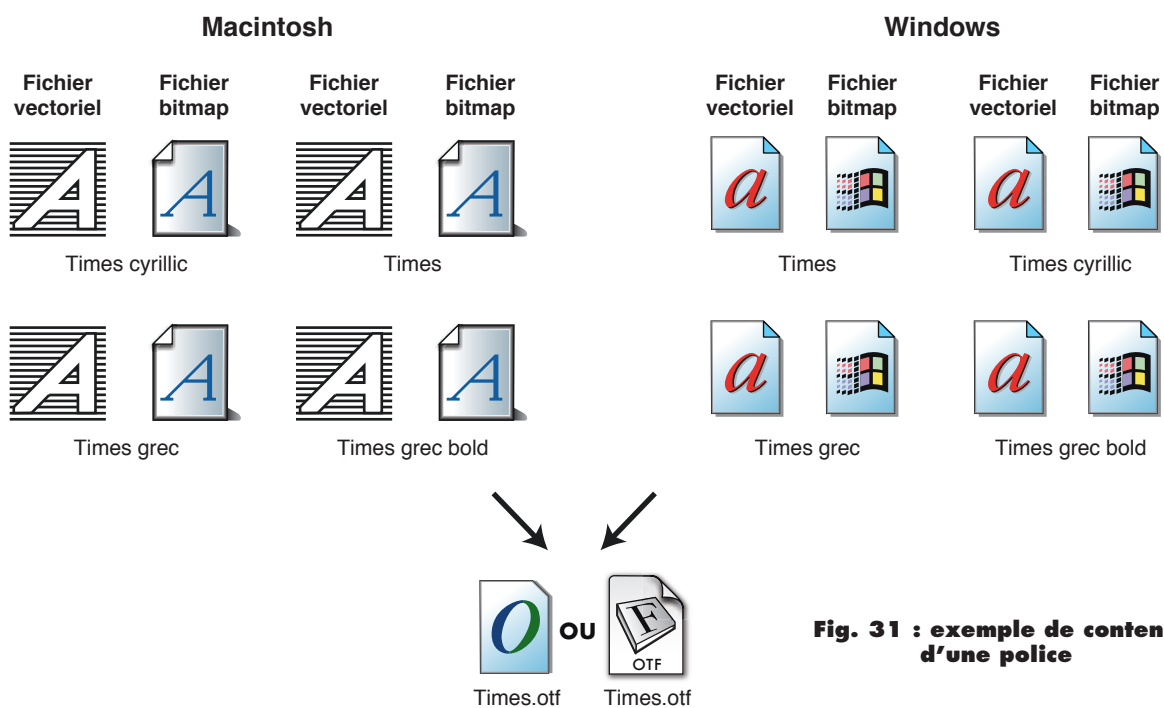 Macintosh
Windows
Fichier vectoriel
Fichier bitmap
Fichier vectoriel
Fichier bitmap
Fichier vectoriel
Fichier bitmap
Fichier vectoriel
Fichier bitmap
Times cyrillic
Times
Times
Times cyrillic
Times grec
Times grec bold
Times grec
Times grec bold
O
OU
F
OTF
Times.otf
Times.otf
Fig. 31 : exemple de conten
d'une police